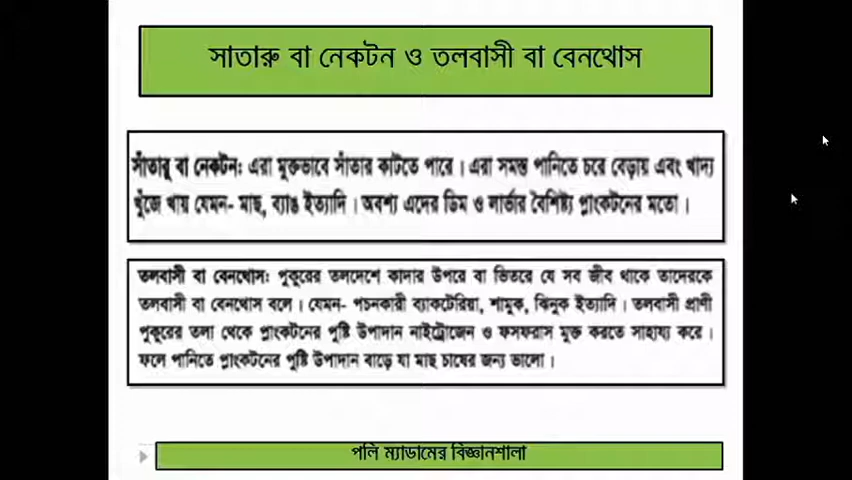 সাতারু বা নেকটন ও তলবাসী বা বেনথোস
সাঁতারু বা নেকটন: এরা মুক্তভাবে সাঁতার কাটতে পারে। এরা সমস্ত পানিতে চরে বেড়ায় এবং খাদ্য
খুঁজে খায় যেমন- মাছ, ব্যাঙ ইত্যাদি। অবশ্য এদের ডিম ও লার্ভার বৈশিষ্ট্য প্লাংকটনের মতো।
তলবাসী বা বেনথোস: পুকুরের তলদেশে কাদার উপরে বা ভিতরে যে সব জীব থাকে তাদেরকে
তলবাসী বা বেনথোস বলে। যেমন- পচনকারী ব্যাকটেরিয়া, শামুক, ঝিনুক ইত্যাদি। তলবাসী প্রাণী
পুকুরের তলা থেকে প্লাংকটনের পুষ্টি উপাদান নাইট্রোজেন ও ফসফরাস মুক্ত করতে সাহায্য করে।
ফলে পানিতে প্লাংকটনের পুষ্টি উপাদান বাড়ে যা মাছ চাষের জন্য ভালো।
পলি ম্যাডামের বিজ্ঞানশালা